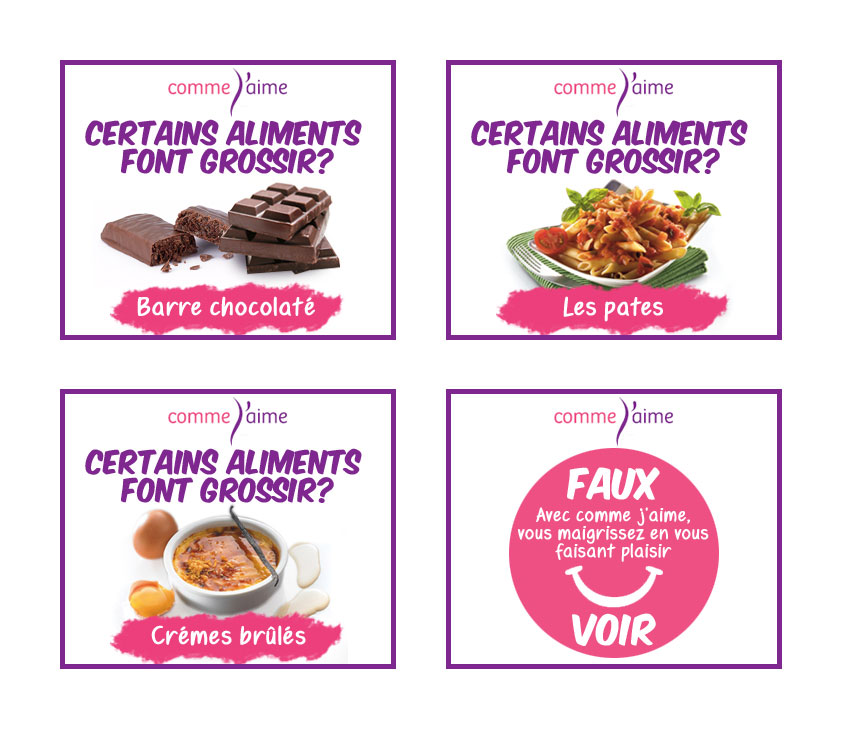 comme j'aime
CERTAINS ALIMENTS
FONT GROSSIR?
Barre chocolaté
comme j'aime
CERTAINS ALIMENTS
FONT GROSSIR?
Les pates
comme j'aime
CERTAINS ALIMENTS
FONT GROSSIR?
Crémes brûlés
comme j'aime
FAUX
Avec comme j'aime,
vous maigrissez en vous
faisant plaisir
VOIR